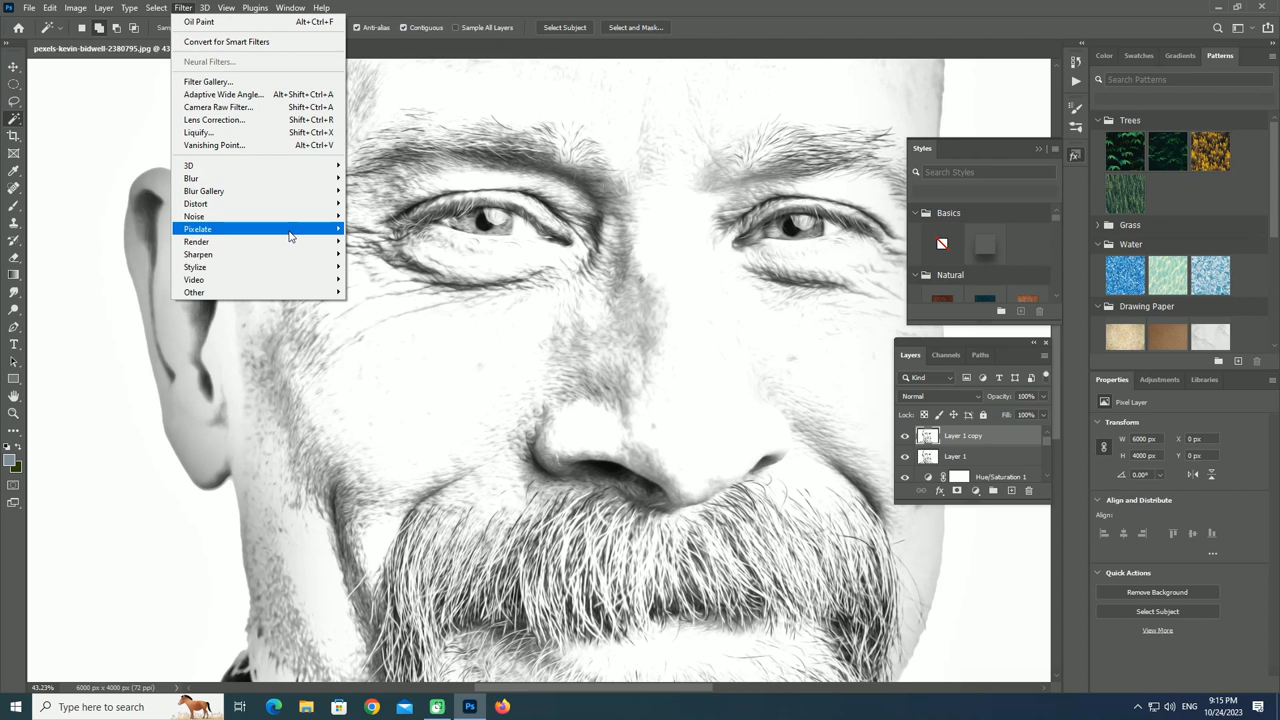 Ps File Edit Image Layer Type Select Filter 3D View Plugins Window Help
Anti-alias Contiguous Sample All Layers Select Subject Select and Mask...
pexels-kevin-bidwell-2380795.jpg @ 43
Oil Paint Alt+Ctrl+F
Convert for Smart Filters
Neural Filters...
Filter Gallery...
Adaptive Wide Angle... Alt+Shift+Ctrl+A
Camera Raw Filter... Shift+Ctrl+A
Lens Correction... Shift+Ctrl+R
Liquify... Shift+Ctrl+X
Vanishing Point... Alt+Ctrl+V
3D
Blur
Blur Gallery
Distort
Noise
Pixelate
Render
Sharpen
Stylize
Video
Other
Color Swatches Gradients Patterns
Search Patterns
Trees
Grass
Water
Drawing Paper
Styles
Search Styles
Basics
Natural
Layers Channels Paths
Kind
Normal Opacity: 100%
Lock: Fill: 100%
Layer 1 copy
Layer 1
Hue/Saturation 1
Properties Adjustments Libraries
Pixel Layer
Transform
W 6000 px X 0 px
H 4000 px Y 0 px
0.00°
Align and Distribute
Align:
Quick Actions
Remove Background
Select Subject
View More
43.23% 6000 px x 4000 px (72 ppi)
Type here to search
Ps
ENG
9:15 PM
10/24/2023